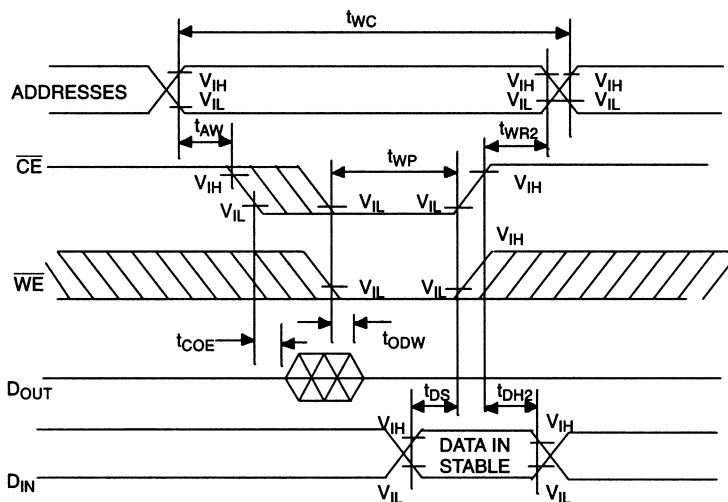 tWC
ADDRESSES
VIH
VIL
VIH
VIL
VIH
VIL
tAW
tWR2
CE
tWP
VIH
VIH
VIL
VIL
VIL
VIH
WE
VIL
VIL
tCOE
tODW
DOUT
tDS
tDH2
VIH
VIH
DATA IN
STABLE
DIN
VIL
VIL